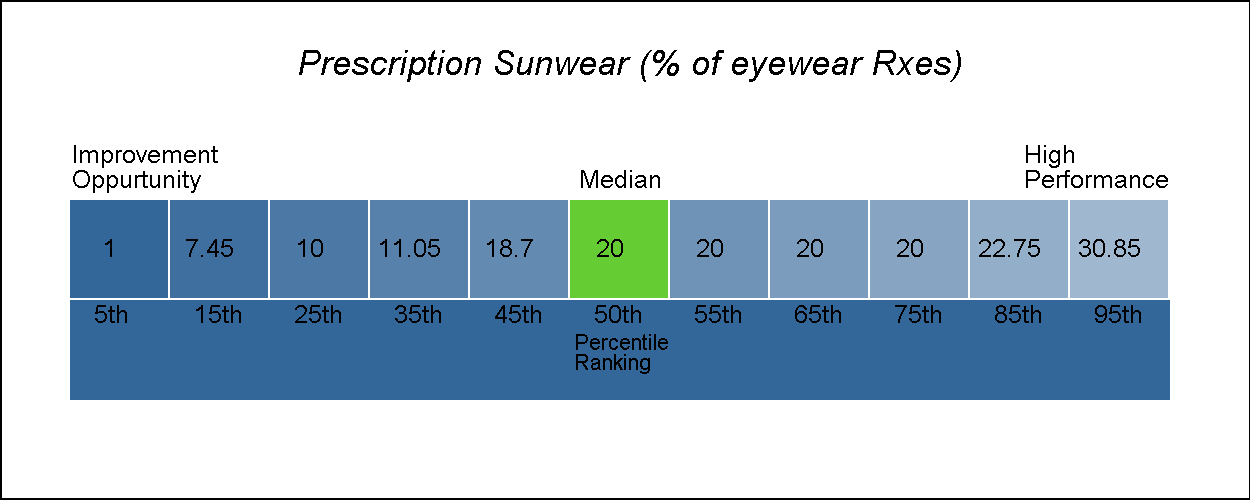 Prescription Sunwear (% of eyewear Rxes)
Improvement
Oppurtunity
Median
High
Performance
1 7.45 10 11.05 18.7 20 20 20 20 22.75 30.85
5th 15th 25th 35th 45th 50th 55th 65th 75th 85th 95th
Percentile
Ranking